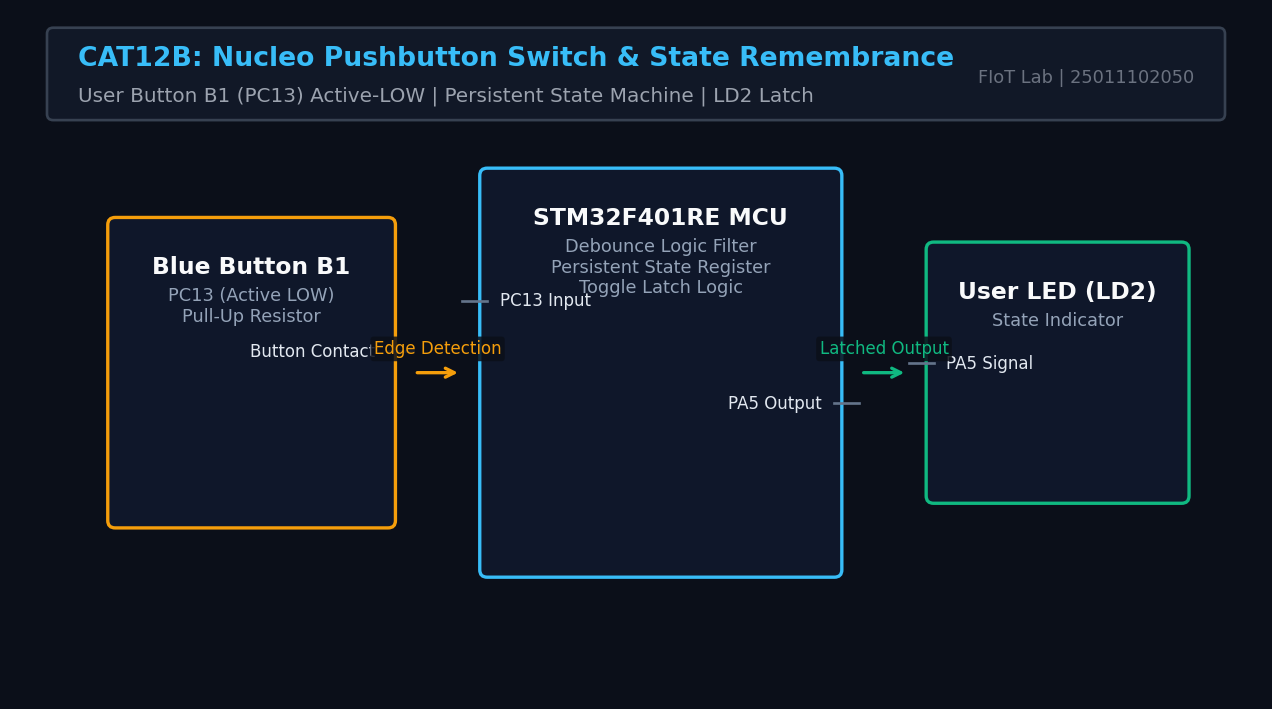 CAT12B: Nucleo Pushbutton Switch & State Remembrance
User Button B1 (PC13) Active-LOW | Persistent State Machine | LD2 Latch
FIoT Lab | 25011102050
Blue Button B1
PC13 (Active LOW)
Pull-Up Resistor
Button Contact
Edge Detection
STM32F401RE MCU
Debounce Logic Filter
Persistent State Register
Toggle Latch Logic
PC13 Input
PA5 Output
Latched Output
User LED (LD2)
State Indicator
PA5 Signal